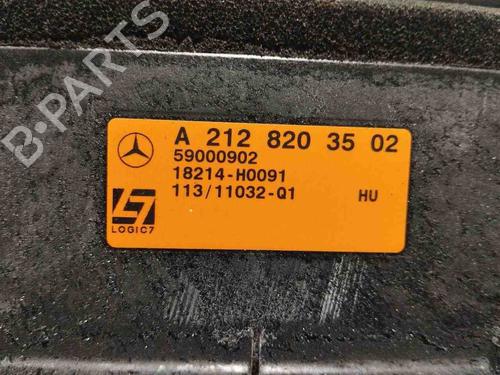 B-PARTS
A 212 820 35 02
59000902
18214-H0091
113/11032-Q1 HU
LOGIC7